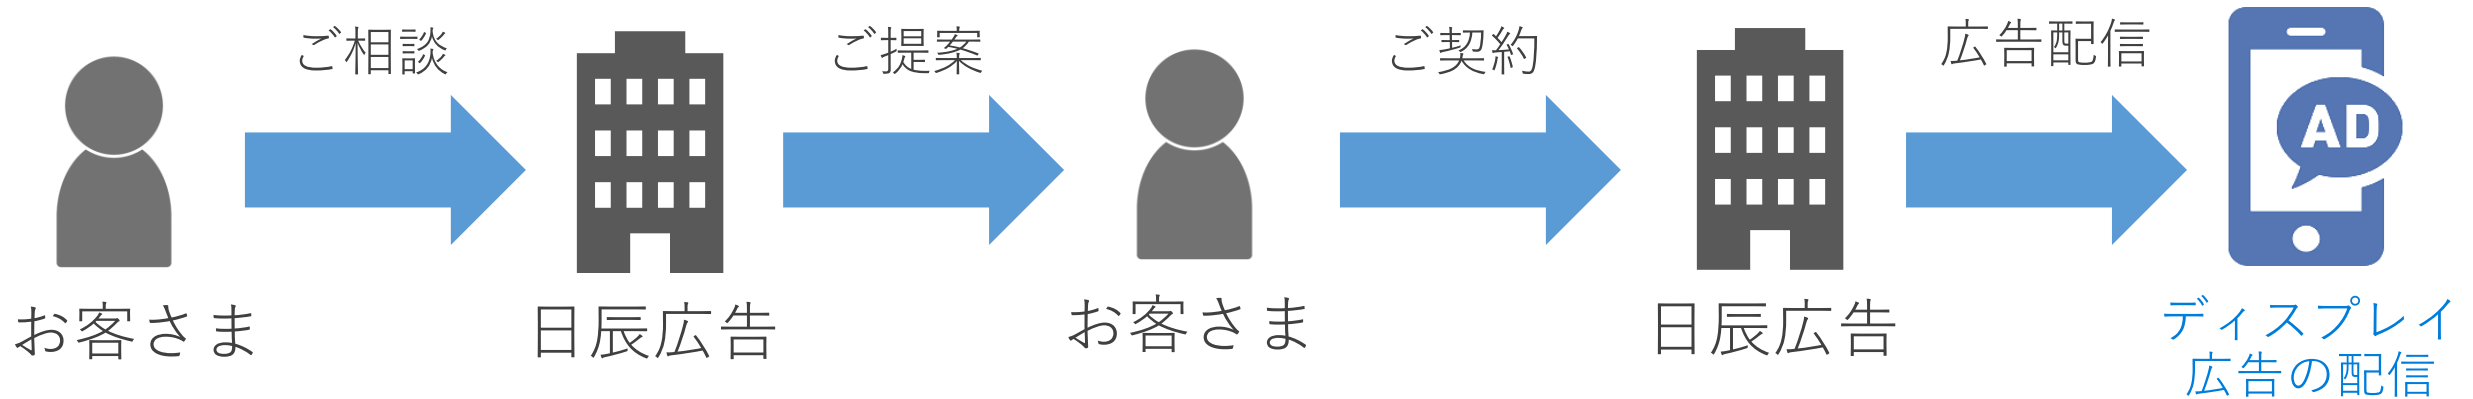 ご相談
ご提案
ご契約
広告配信
AD
お客さま
日辰広告
お客さま
日辰広告
ディスプレイ
広告の配信